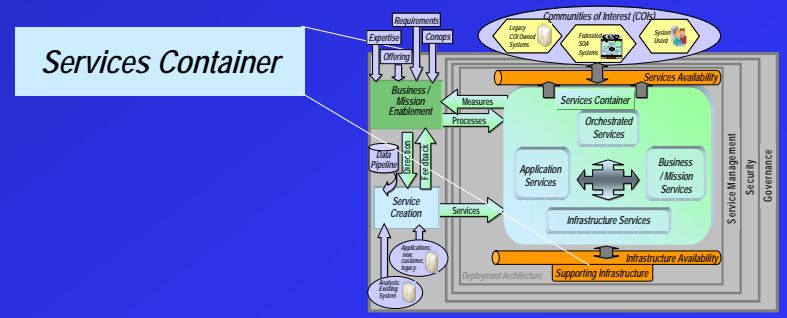 Services Container
Communities of Interest (COIs)
Legacy
COI Owned
Systems
Federated
SOA
Systems
System
Userd
Requirements
Expertise
Conops
Offering
Business /
Mission
Enablement
Measures
Processes
Services Availability
Services Container
Orchestrated
Services
Application
Services
Business
/ Mission
Services
Infrastructure Services
Data
Pipeline
Direction
Feedback
Service
Creation
Services
Applications:
new,
customer,
legacy
Analysis:
Existing
System
Infrastructure Availability
Deployment Architecture
Supporting Infrastructure
Service Management
Security
Governance